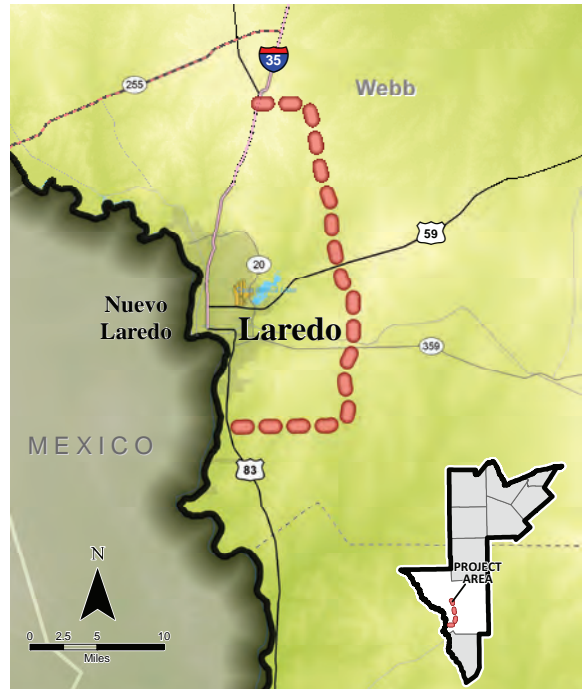 35
255
Webb
59
20
Nuevo
Laredo
Laredo
359
MEXICO
83
PROJECT
AREA
N
0 2.5 5 10
Miles